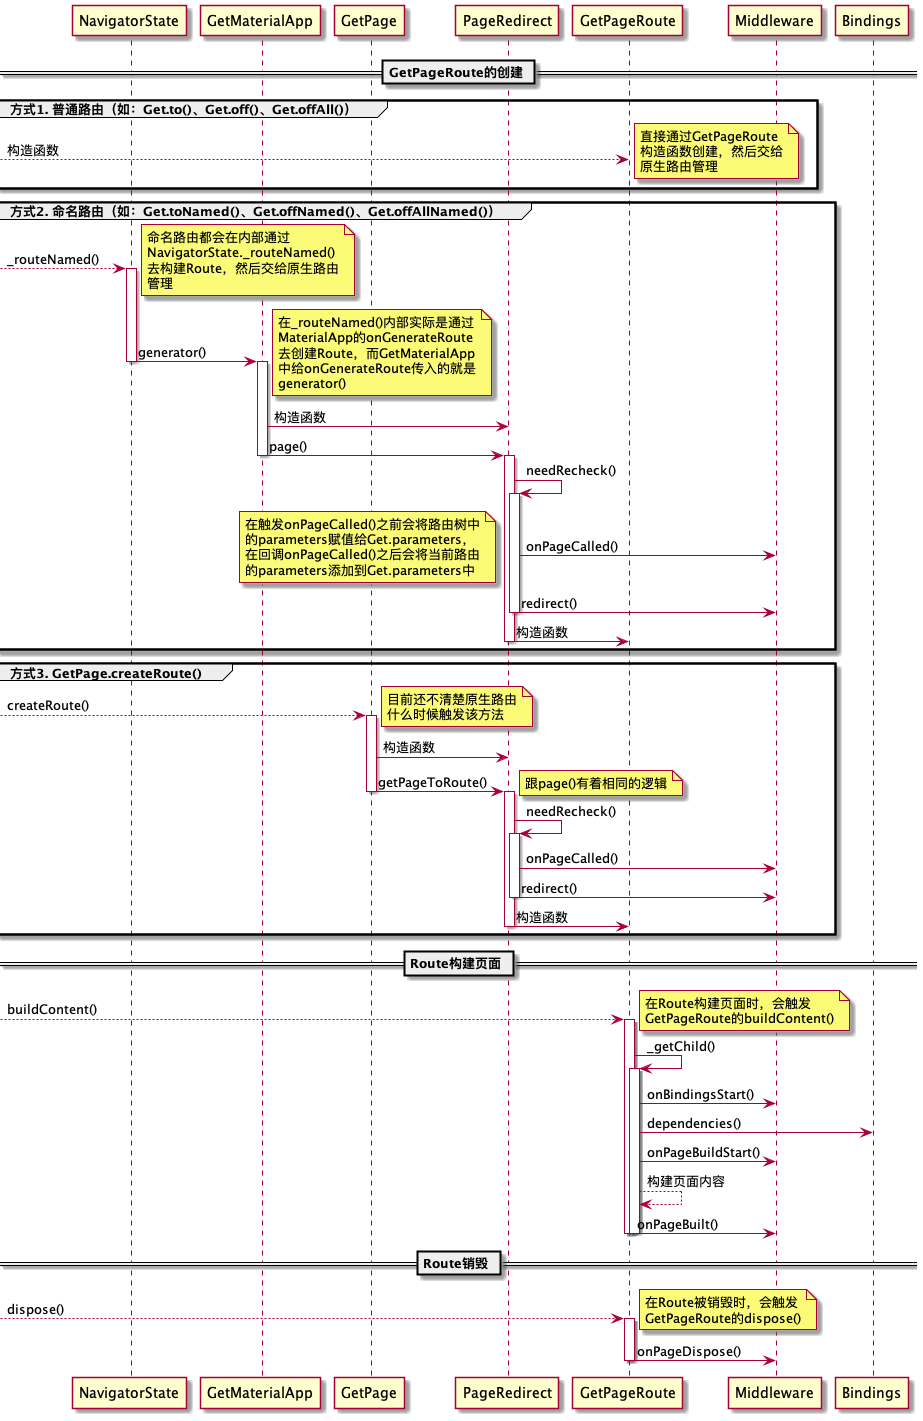 NavigatorState
GetMaterialApp
GetPage
PageRedirect
GetPageRoute
Middleware
Bindings
GetPageRoute的创建
方式1. 普通路由（如：Get.to()、Get.off()、Get.offAll()）
直接通过GetPageRoute
构造函数创建，然后交给
原生路由管理
构造函数
方式2. 命名路由（如：Get.toNamed()、Get.offNamed()、Get.offAllNamed()）
命名路由都会在内部通过
NavigatorState._routeNamed()
去构建Route，然后交给原生路由
管理
_routeNamed()
在_routeNamed()内部实际是通过
MaterialApp的onGenerateRoute
去创建Route，而GetMaterialApp
中给onGenerateRoute传入的就是
generator()
generator()
构造函数
page()
needRecheck()
在触发onPageCalled()之前会将路由树中
的parameters赋值给Get.parameters，
在回调onPageCalled()之后会将当前路由
的parameters添加到Get.parameters中
onPageCalled()
redirect()
构造函数
方式3. GetPage.createRoute()
createRoute()
目前还不清楚原生路由
什么时候触发该方法
构造函数
getPageToRoute()
跟page()有着相同的逻辑
needRecheck()
onPageCalled()
redirect()
构造函数
Route构建页面
buildContent()
在Route构建页面时，会触发
GetPageRoute的buildContent()
_getChild()
onBindingsStart()
dependencies()
onPageBuildStart()
构建页面内容
onPageBuilt()
Route销毁
dispose()
在Route被销毁时，会触发
GetPageRoute的dispose()
onPageDispose()
NavigatorState
GetMaterialApp
GetPage
PageRedirect
GetPageRoute
Middleware
Bindings